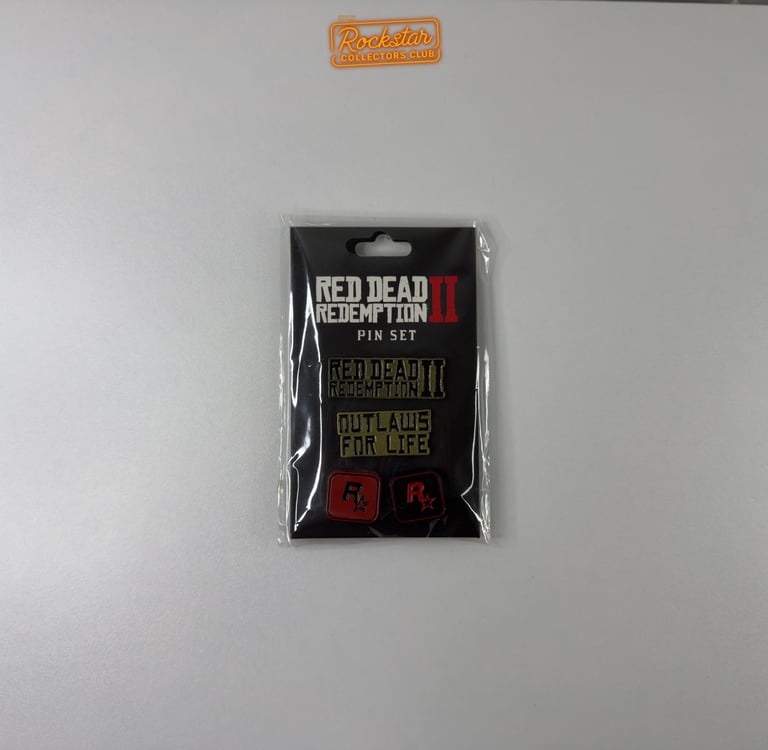 Rockstar
COLLECTORS CLUB
RED DEAD
REDEMPTION II
PIN SET
RED DEAD
REDEMPTION II
OUTLAWS
FOR LIFE
R
R